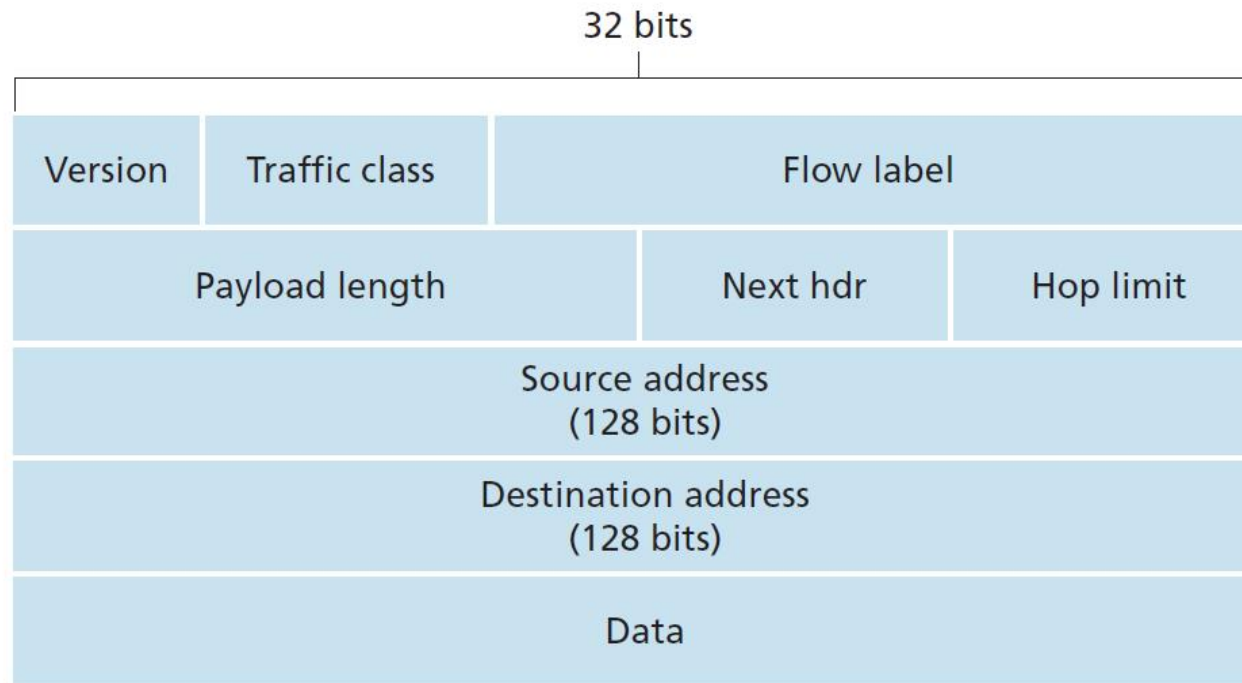 32 bits
Version Traffic class Flow label
Payload length Next hdr Hop limit
Source address
(128 bits)
Destination address
(128 bits)
Data